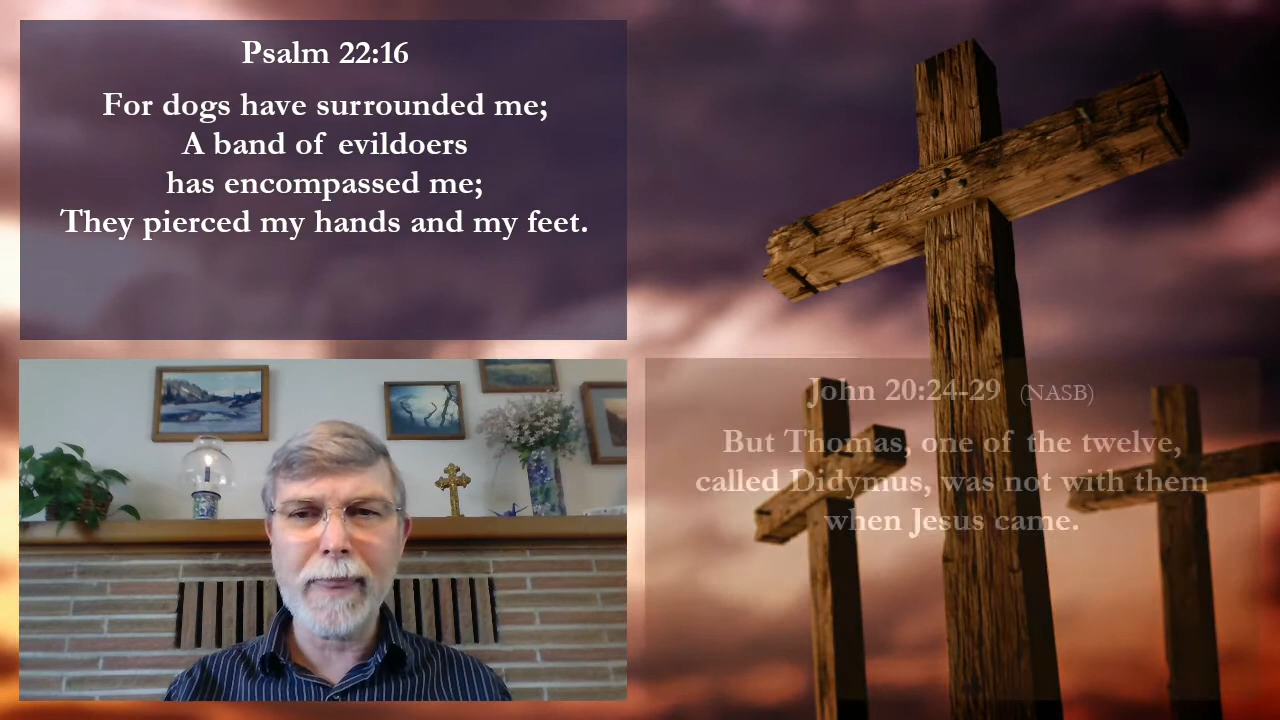 Psalm 22:16
For dogs have surrounded me;
A band of evildoers
has encompassed me;
They pierced my hands and my feet.
John 20:24-29 (NASB)
But Thomas, one of the twelve,
called Didymus, was not with them
when Jesus came.